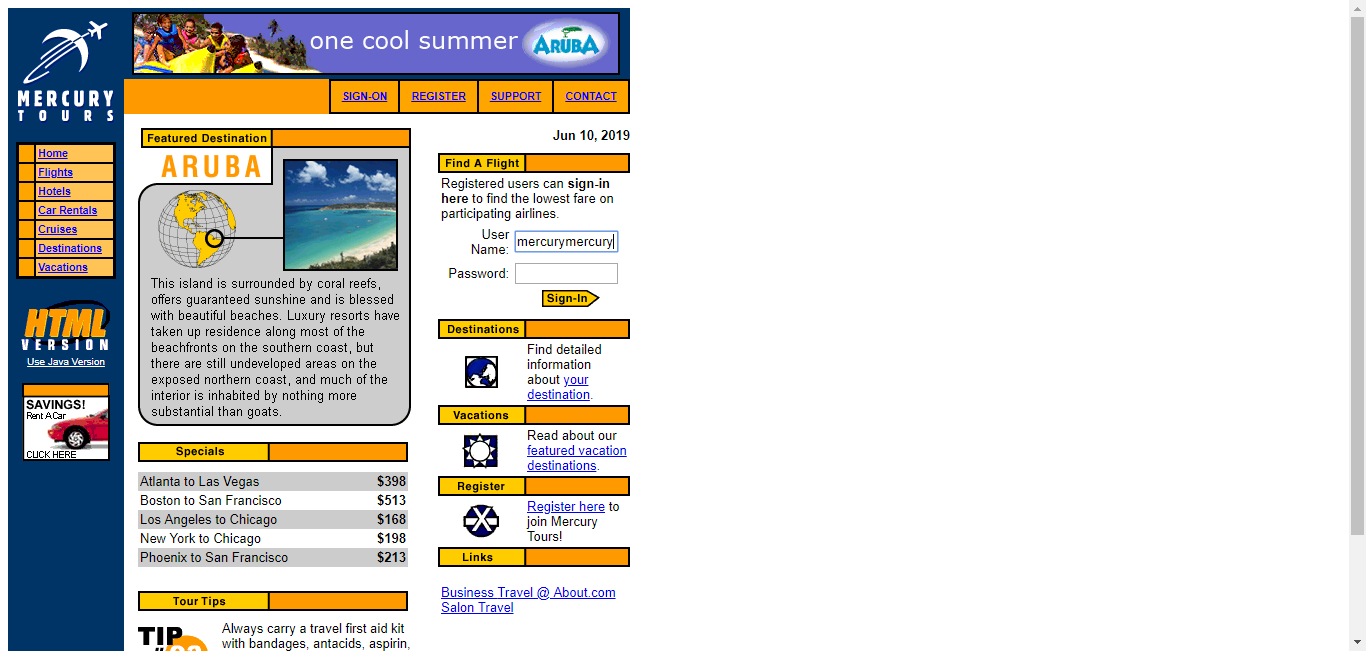 one cool summer ARUBA
MERCURY
TOURS
SIGN-ON REGISTER SUPPORT CONTACT
Home
Flights
Hotels
Car Rentals
Cruises
Destinations
Vacations
HTML
VERSION
Use Java Version
SAVINGS!
Rent A Car
CLICK HERE
Featured Destination
ARUBA
This island is surrounded by coral reefs,
offers guaranteed sunshine and is blessed
with beautiful beaches. Luxury resorts have
taken up residence along most of the
beachfronts on the southern coast, but
there are still undeveloped areas on the
exposed northern coast, and much of the
interior is inhabited by nothing more
substantial than goats.
Specials
Atlanta to Las Vegas $398
Boston to San Francisco $513
Los Angeles to Chicago $168
New York to Chicago $198
Phoenix to San Francisco $213
Tour Tips
TIP
Always carry a travel first aid kit
with bandages, antacids, aspirin,
Jun 10, 2019
Find A Flight
Registered users can sign-in
here to find the lowest fare on
participating airlines.
User
Name: mercurymercury
Password:
Sign-In
Destinations
Find detailed
information
about your
destination.
Vacations
Read about our
featured vacation
destinations.
Register
Register here to
join Mercury
Tours!
Links
Business Travel @ About.com
Salon Travel